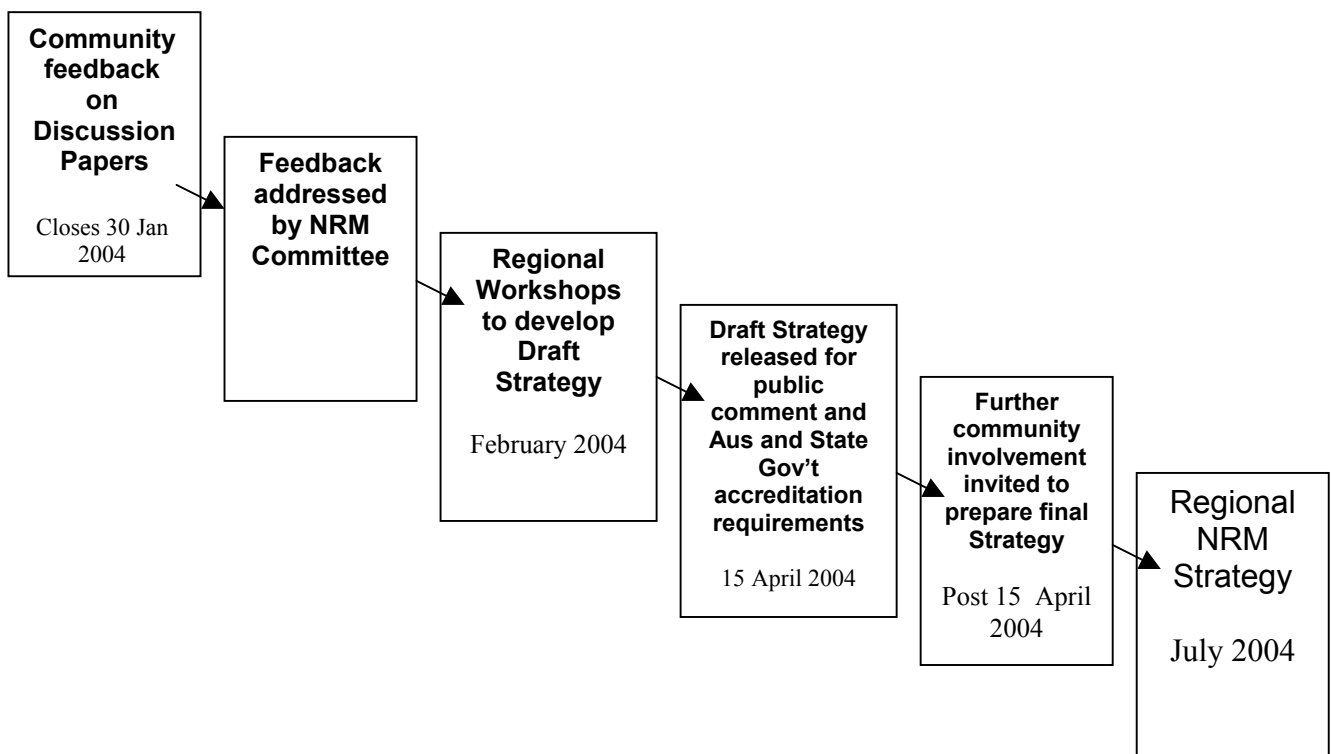 Community
feedback
on
Discussion
Papers
Closes 30 Jan
2004
Feedback
addressed
by NRM
Committee
Regional
Workshops
to develop
Draft
Strategy
February 2004
Draft Strategy
released for
public
comment and
Aus and State
Gov’t
accreditation
requirements
15 April 2004
Further
community
involvement
invited to
prepare final
Strategy
Post 15 April
2004
Regional
NRM
Strategy
July 2004